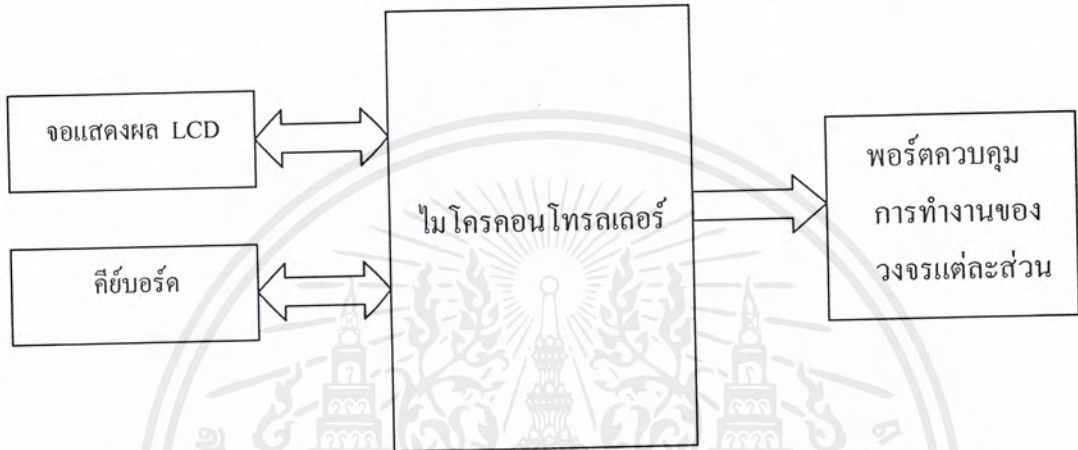 จอแสดงผล LCD
คีย์บอร์ด
ไมโครคอนโทรลเลอร์
พอร์ตควบคุม
การทำงานของ
วงจรแต่ละส่วน